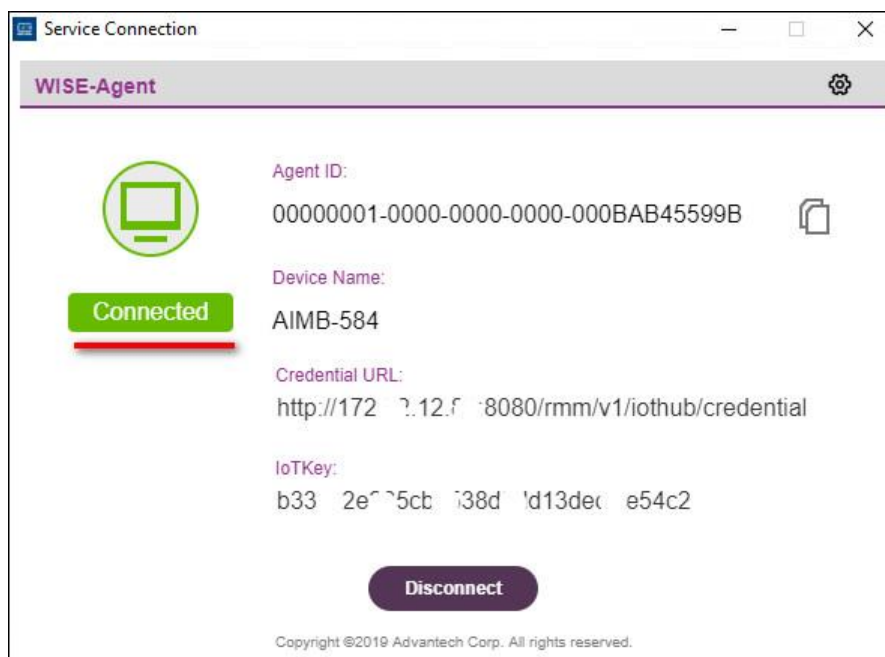 Service Connection
WISE-Agent
Agent ID:
00000001-0000-0000-0000-000BAB45599B
Device Name:
Connected
AIMB-584
Credential URL:
IoTKey:
Disconnect
Copyright ©2019 Advantech Corp. All rights reserved.